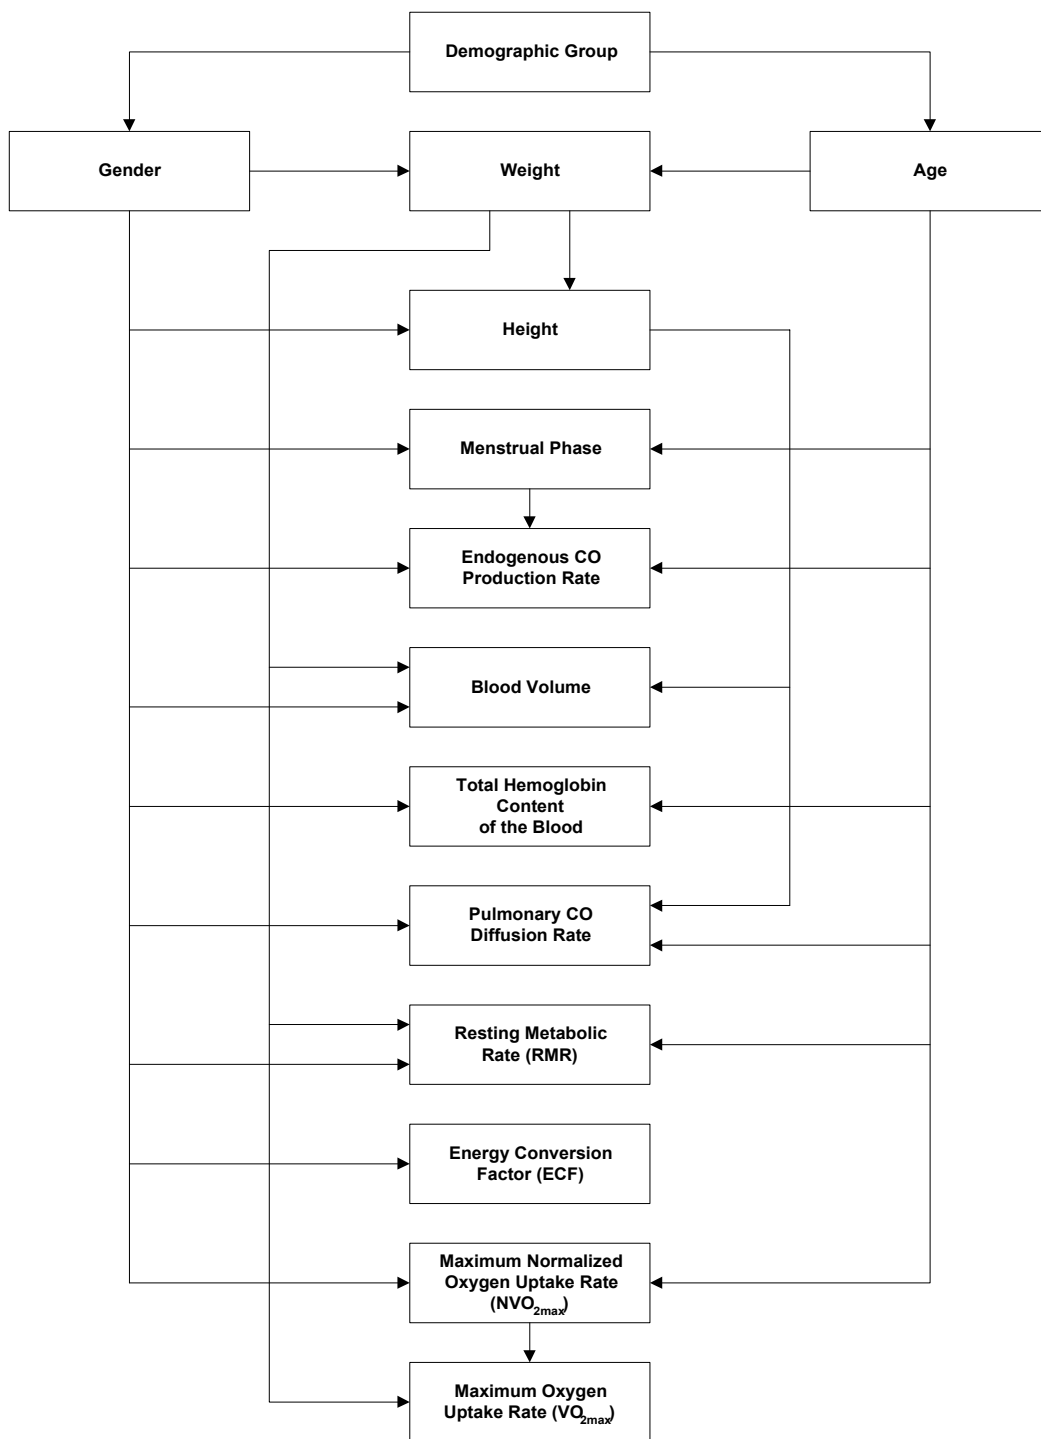 Demographic Group
Gender
Weight
Age
Height
Menstrual Phase
Endogenous CO
Production Rate
Blood Volume
Total Hemoglobin
Content
of the Blood
Pulmonary CO
Diffusion Rate
Resting Metabolic
Rate (RMR)
Energy Conversion
Factor (ECF)
Maximum Normalized
Oxygen Uptake Rate
(NVO2max)
Maximum Oxygen
Uptake Rate (VO2max)